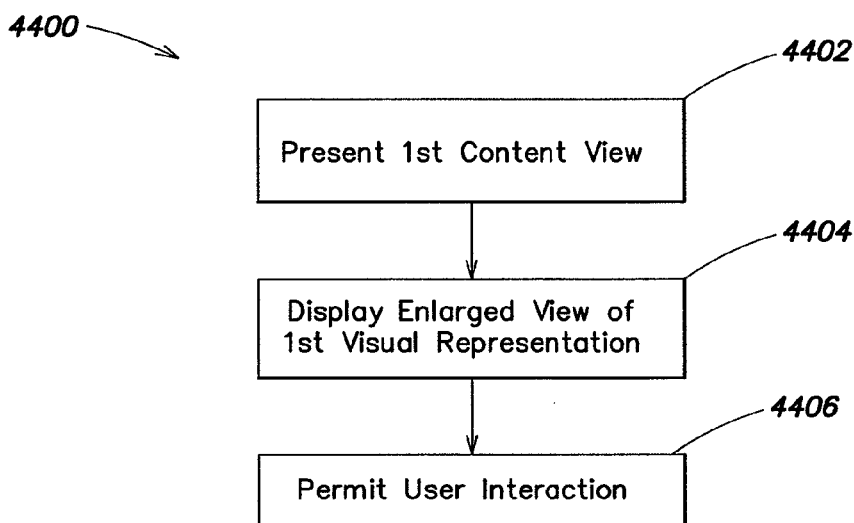 4400
4402
Present 1st Content View
4404
Display Enlarged View of
1st Visual Representation
4406
Permit User Interaction